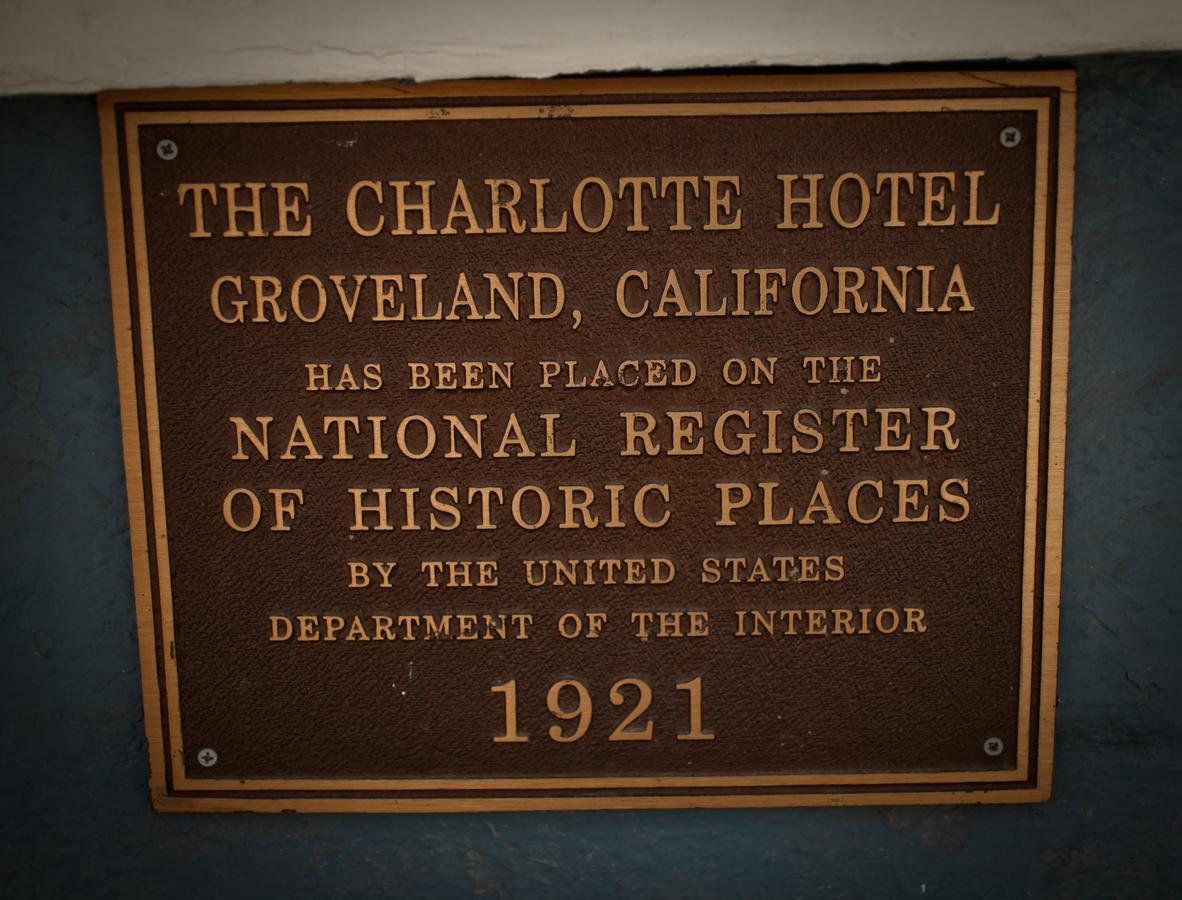 THE CHARLOTTE HOTEL
GROVELAND, CALIFORNIA
HAS BEEN PLACED ON THE
NATIONAL REGISTER
OF HISTORIC PLACES
BY THE UNITED STATES
DEPARTMENT OF THE INTERIOR
1921